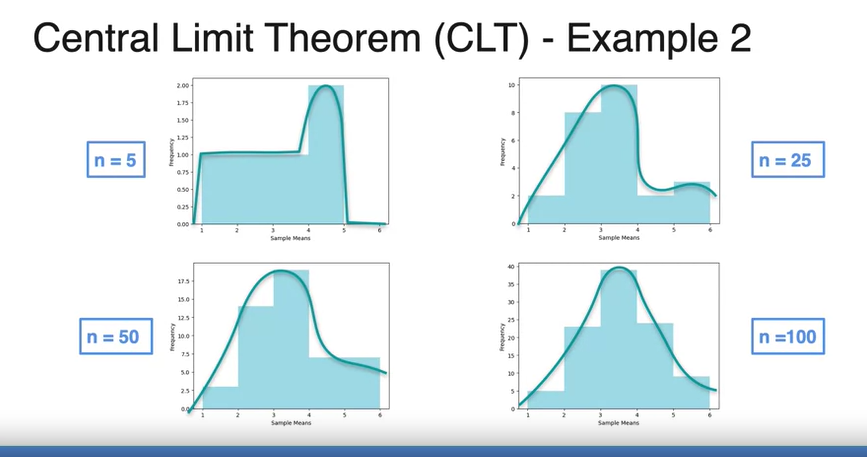 Central Limit Theorem (CLT) - Example 2
n = 5
2.00
1.75
1.50
1.25
1.00
0.75
0.50
0.25
0.00
Frequency
1 2 3 4 5 6
Sample Means
10
8
6
4
2
0
Frequency
1 2 3 4 5 6
Sample Means
n = 25
n = 50
17.5
15.0
12.5
10.0
7.5
5.0
2.5
0.0
Frequency
1 2 3 4 5 6
Sample Means
40
35
30
25
20
15
10
5
0
Frequency
1 2 3 4 5 6
Sample Means
n =100